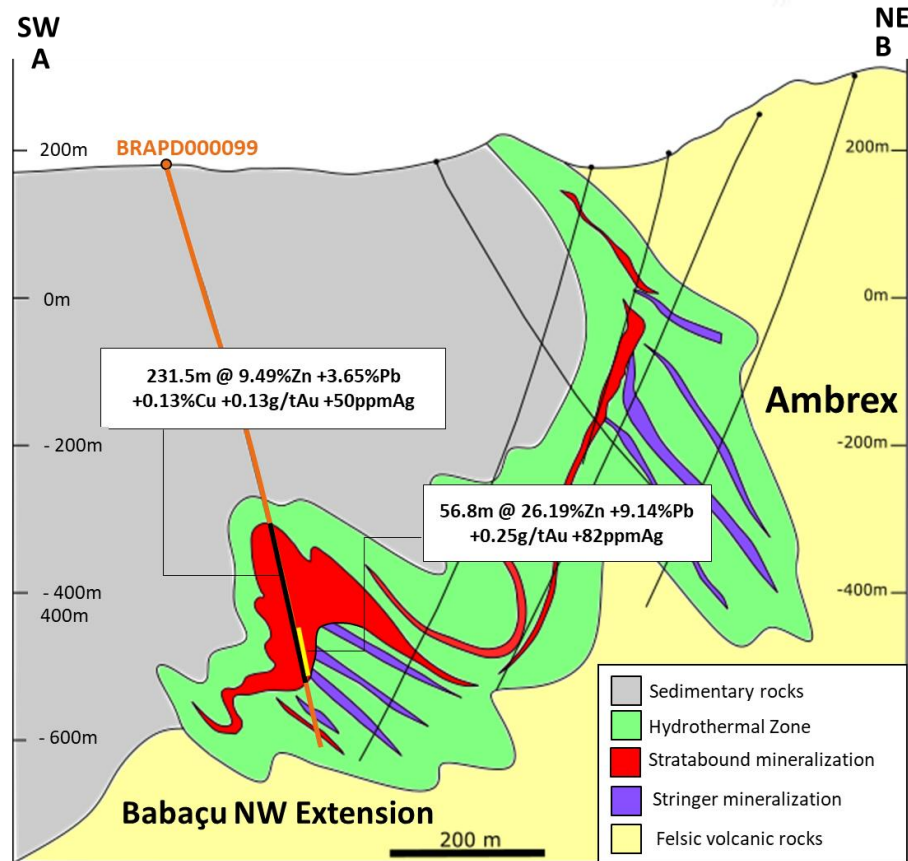 SW
A
NE
B
BRAPD000099
200m
200m
0m
0m
231.5m @ 9.49%Zn +3.65%Pb
+0.13%Cu +0.13g/tAu +50ppmAg
Ambrex
- 200m
-200m
56.8m @ 26.19%Zn +9.14%Pb
+0.25g/tAu +82ppmAg
- 400m
400m
-400m
- 600m
Sedimentary rocks
Hydrothermal Zone
Stratabound mineralization
Stringer mineralization
Felsic volcanic rocks
Babaçu NW Extension
200 m